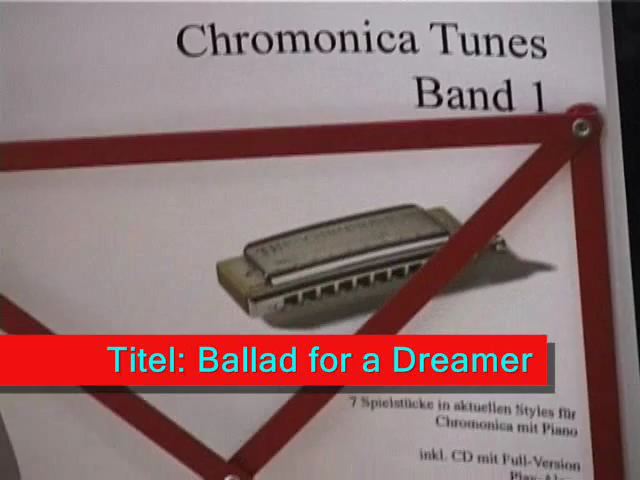 Chromonica Tunes
Band 1
Titel: Ballad for a Dreamer
7 Spielstücke in aktuellen Styles für
Chromonica mit Piano
inkl. CD mit Full-Version